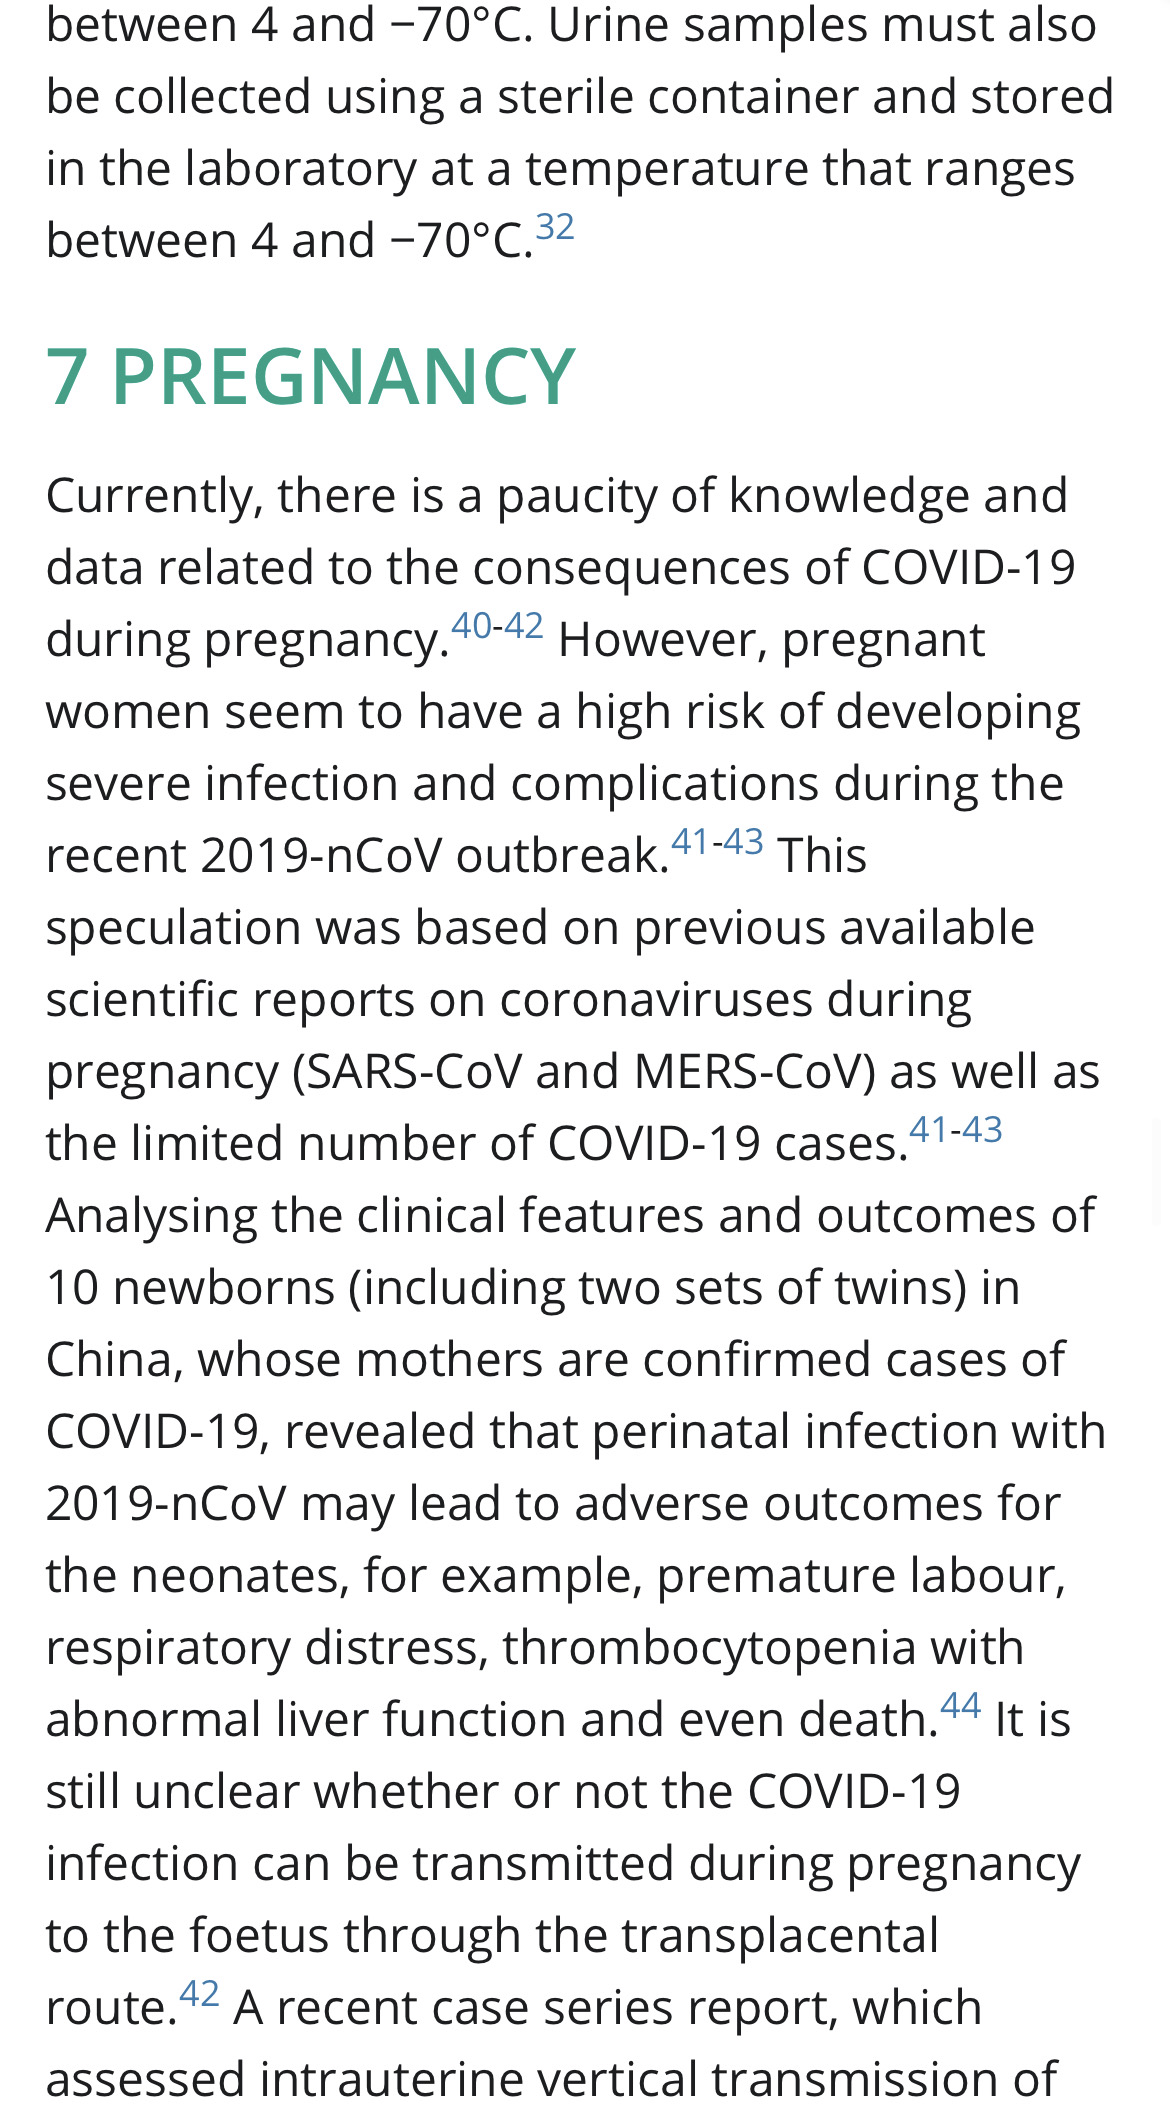 between 4 and −70°C. Urine samples must also
be collected using a sterile container and stored
in the laboratory at a temperature that ranges
between 4 and −70°C.32
7 PREGNANCY
Currently, there is a paucity of knowledge and
data related to the consequences of COVID-19
during pregnancy.40-42 However, pregnant
women seem to have a high risk of developing
severe infection and complications during the
recent 2019-nCoV outbreak.41-43 This
speculation was based on previous available
scientific reports on coronaviruses during
pregnancy (SARS-CoV and MERS-CoV) as well as
the limited number of COVID-19 cases.41-43
Analysing the clinical features and outcomes of
10 newborns (including two sets of twins) in
China, whose mothers are confirmed cases of
COVID-19, revealed that perinatal infection with
2019-nCoV may lead to adverse outcomes for
the neonates, for example, premature labour,
respiratory distress, thrombocytopenia with
abnormal liver function and even death.44 It is
still unclear whether or not the COVID-19
infection can be transmitted during pregnancy
to the foetus through the transplacental
route.42 A recent case series report, which
assessed intrauterine vertical transmission of